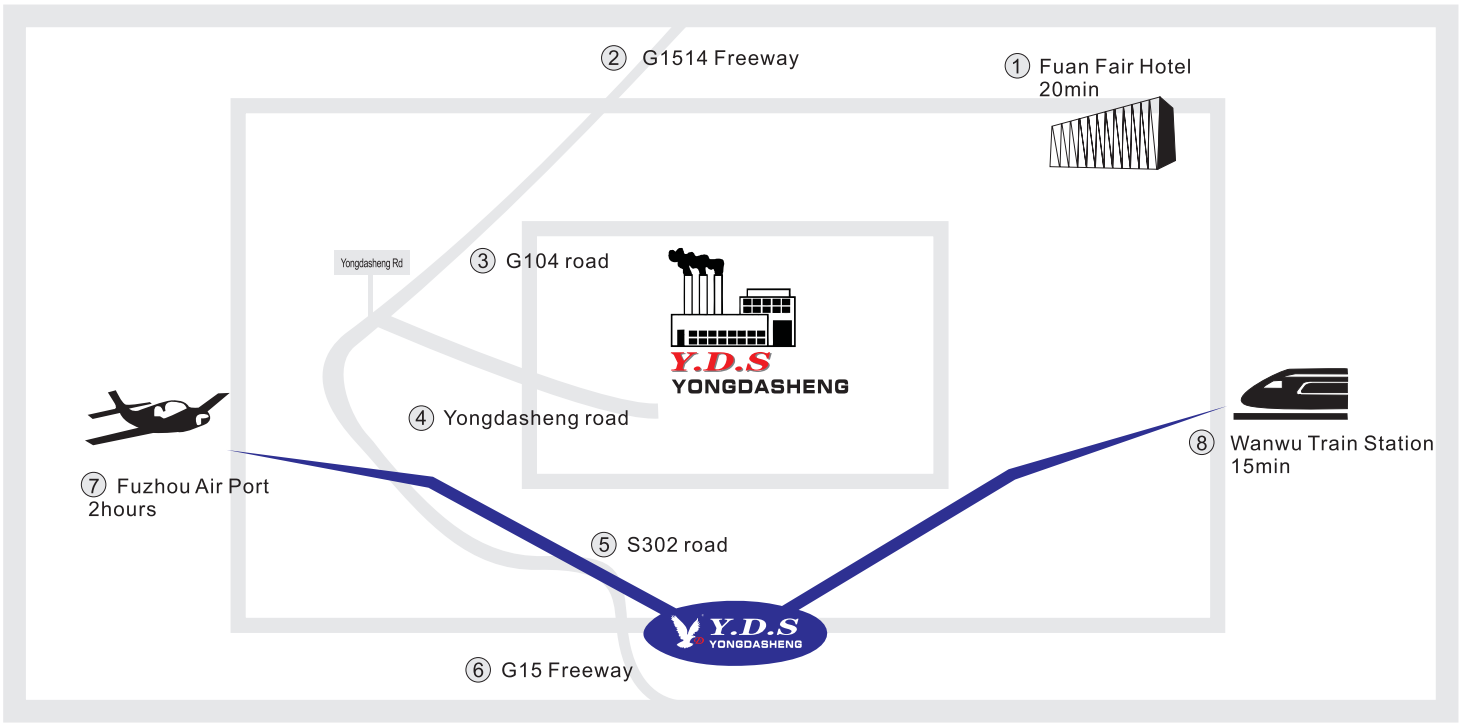 2 G1514 Freeway
1 Fuan Fair Hotel
20min
3 G104 road
Yongdasheng Rd
Y.D.S
YONGDASHENG
4 Yongdasheng road
8 Wanwu Train Station
15min
7 Fuzhou Air Port
2hours
5 S302 road
Y.D.S
YONGDASHENG
6 G15 Freeway